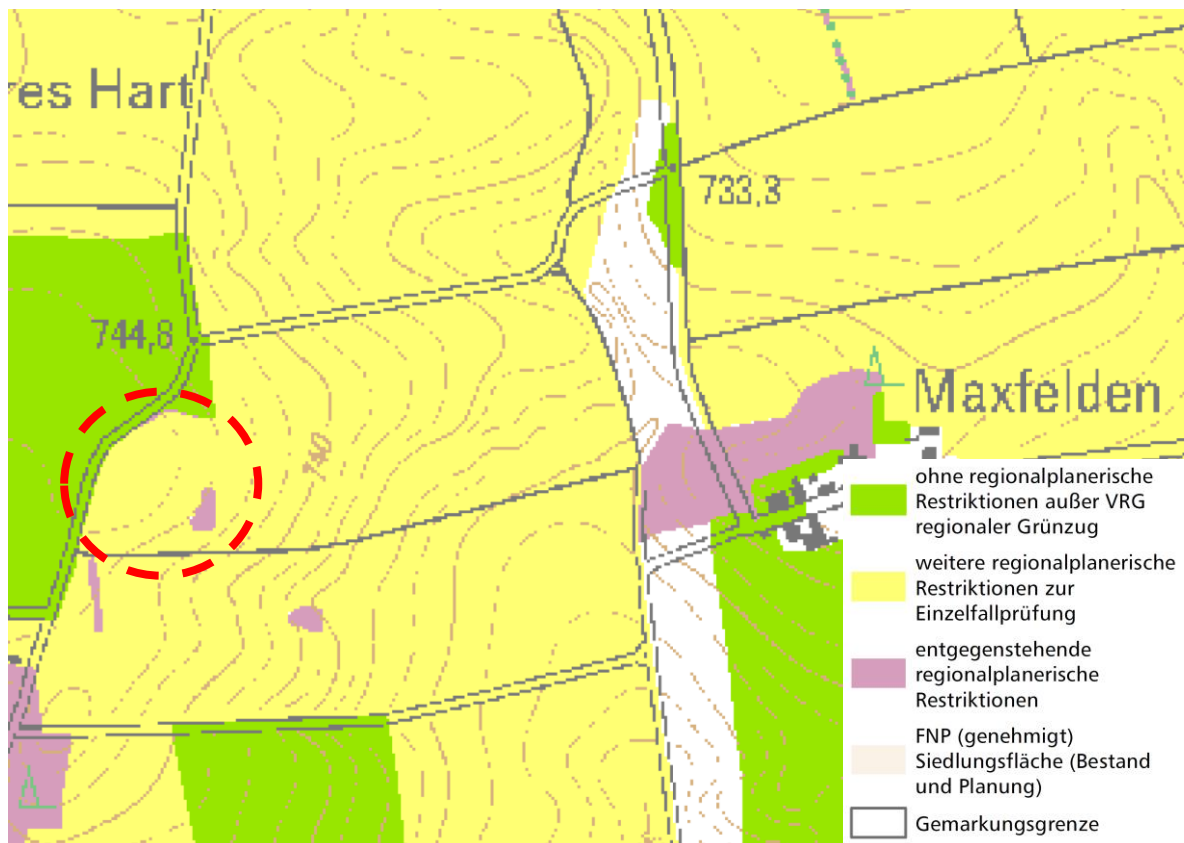 res Hart
733,3
744,8
Maxfelden
740
ohne regionalplanerische
Restriktionen außer VRG
regionaler Grünzug
weitere regionalplanerische
Restriktionen zur
Einzelfallprüfung
entgegenstehende
regionalplanerische
Restriktionen
FNP (genehmigt)
Siedlungsfläche (Bestand
und Planung)
Gemarkungsgrenze